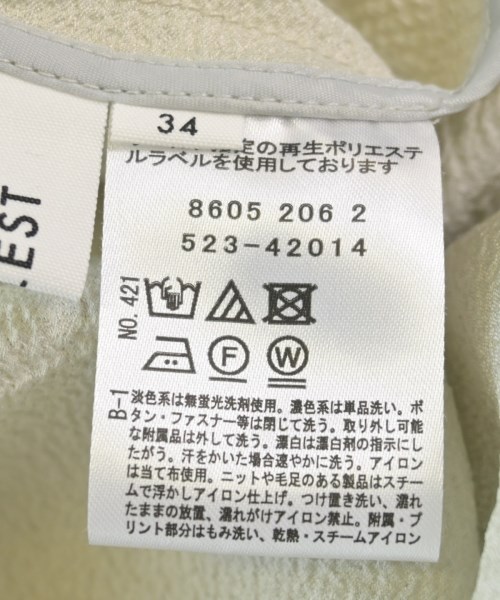 34
定の再生ポリエステ
ルラベルを使用しております
EST
8605 206 2
523-42014
NO. 421
F
W
B-1
淡色系は無蛍光洗剤使用。濃色系は単品洗い。ボ
タン・ファスナー等は閉じて洗う。取り外し可能
な附属品は外して洗う。漂白は漂白剤の指示にし
たがう。汗をかいた場合速やかに洗う。アイロン
は当て布使用。ニットや毛足のある製品はスチー
ムで浮かしアイロン仕上げ。つけ置き洗い、濡れ
たままの放置、濡れがけアイロン禁止。附属・プ
リント部分はもみ洗い、乾熱・スチームアイロン